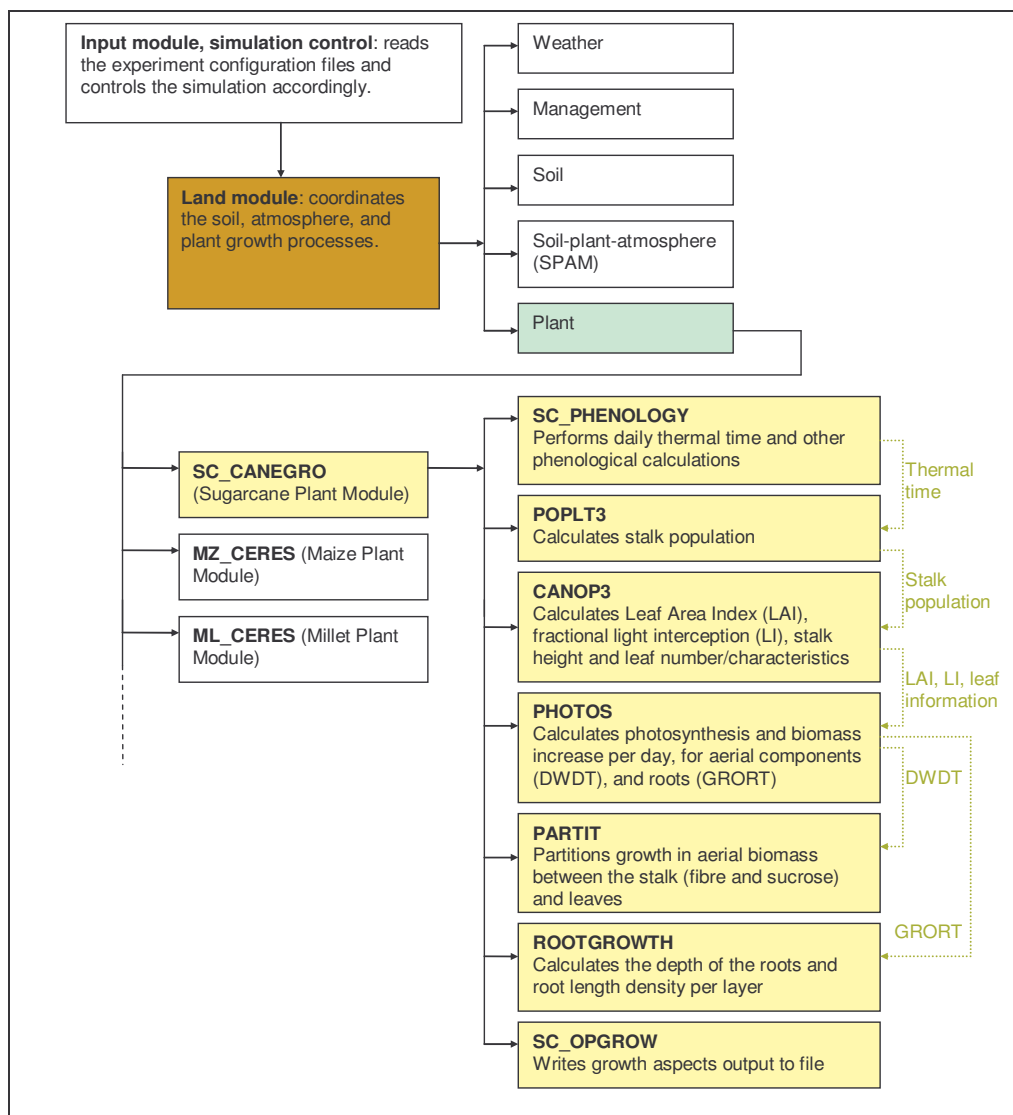 Input module, simulation control: reads
the experiment configuration files and
controls the simulation accordingly.
Weather
Management
Soil
Land module: coordinates
the soil, atmosphere, and
plant growth processes.
Soil-plant-atmosphere
(SPAM)
Plant
SC_CANEGRO
(Sugarcane Plant Module)
MZ_CERES (Maize Plant
Module)
ML_CERES (Millet Plant
Module)
SC_PHENOLOGY
Performs daily thermal time and other
phenological calculations
Thermal
time
POPLT3
Calculates stalk population
Stalk
population
CANOP3
Calculates Leaf Area Index (LAI),
fractional light interception (LI), stalk
height and leaf number/characteristics
LAI, LI, leaf
information
PHOTOS
Calculates photosynthesis and biomass
increase per day, for aerial components
(DWDT), and roots (GRORT)
DWDT
PARTIT
Partitions growth in aerial biomass
between the stalk (fibre and sucrose)
and leaves
GRORT
ROOTGROWTH
Calculates the depth of the roots and
root length density per layer
SC_OPGROW
Writes growth aspects output to file